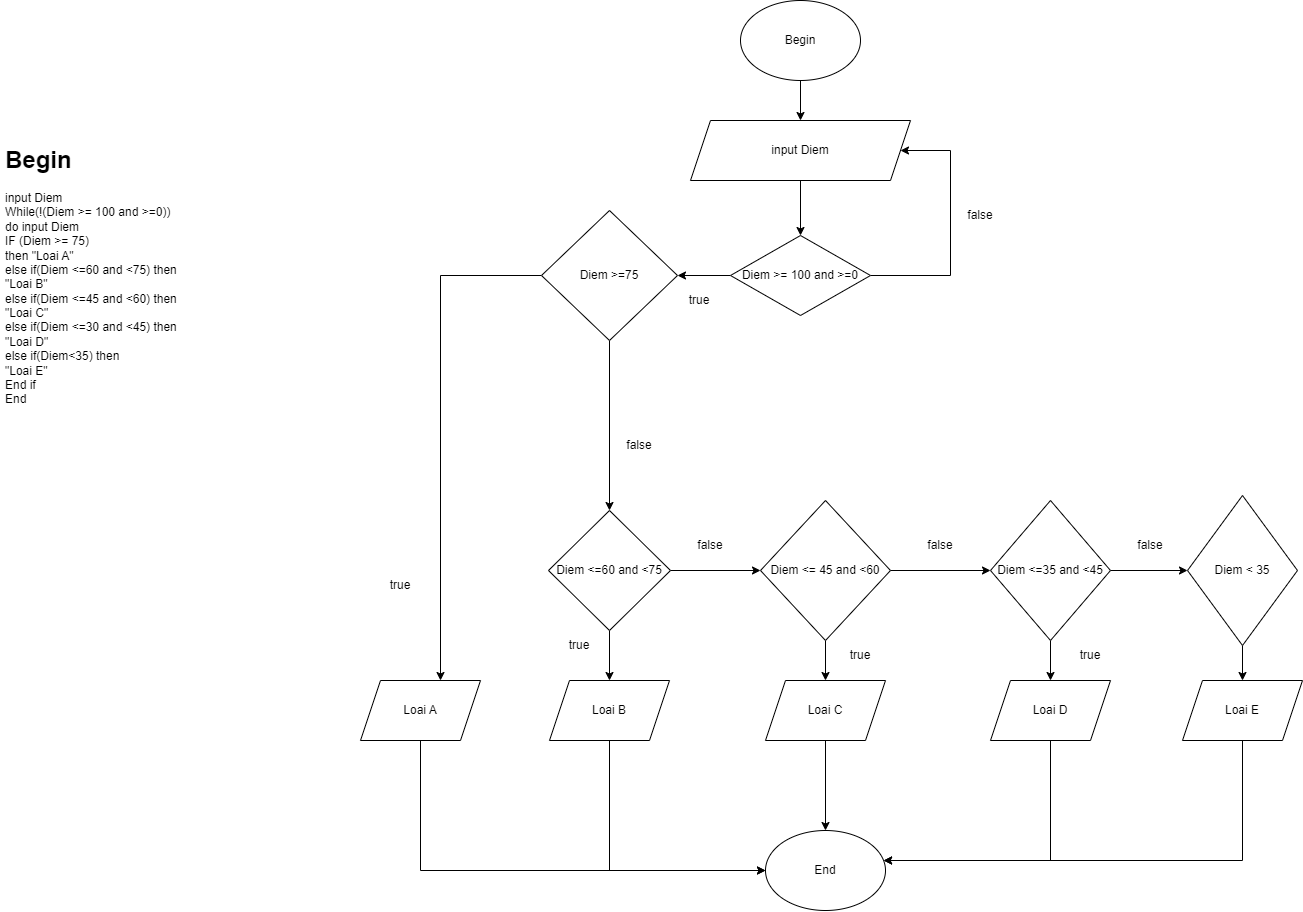 Begin
input Diem
While(!(Diem >= 100 and >=0))
do input Diem
IF (Diem >= 75)
then "Loai A"
else if(Diem <=60 and <75) then
"Loai B"
else if(Diem <=45 and <60) then
"Loai C"
else if(Diem <=30 and <45) then
"Loai D"
else if(Diem<35) then
"Loai E"
End if
End
Begin
input Diem
false
Diem >=75
Diem >= 100 and >=0
true
false
true
Diem <=60 and <75
false
Diem <= 45 and <60
false
Diem <=35 and <45
false
Diem < 35
true
true
true
Loai A
Loai B
Loai C
Loai D
Loai E
End